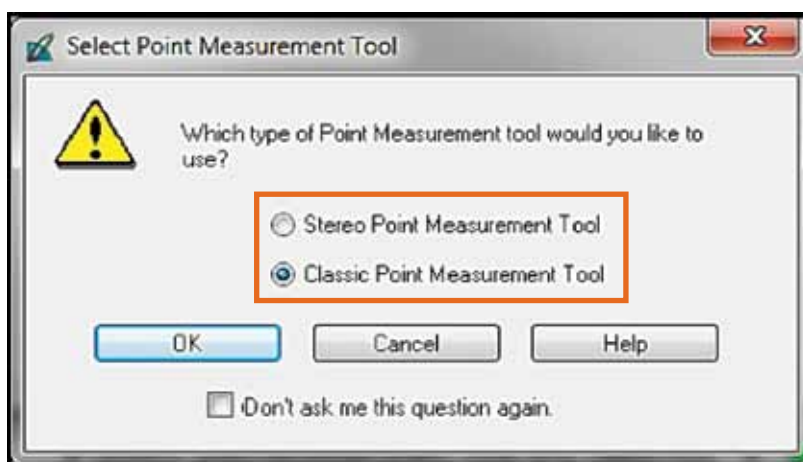 Select Point Measurement Tool
Which type of Point Measurement tool would you like to
use?
Stereo Point Measurement Tool
Classic Point Measurement Tool
OK Cancel Help
Don't ask me this question again.